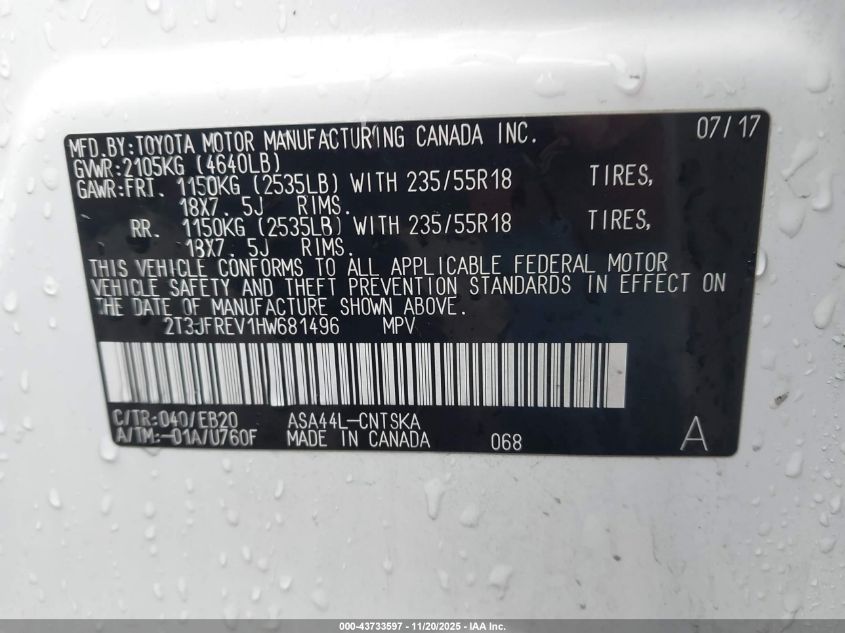 MFD.BY:TOYOTA MOTOR MANUFACTURING CANADA INC. 07/17
GVWR:2105KG (4640LB)
GAWR:FRT. 1150KG (2535LB) WITH 235/55R18 TIRES,
18X7.5J RIMS.
RR. 1150KG (2535LB) WITH 235/55R18 TIRES,
18X7.5J RIMS.
THIS VEHICLE CONFORMS TO ALL APPLICABLE FEDERAL MOTOR
VEHICLE SAFETY AND THEFT PREVENTION STANDARDS IN EFFECT ON
THE DATE OF MANUFACTURE SHOWN ABOVE.
2T3JFREV1HW681496 MPV
C/TR:040/EB20 ASA44L-CNTSKA
A/TM:-01A/U760F MADE IN CANADA 068 A
000-43733597 - 11/20/2025 - IAA Inc.